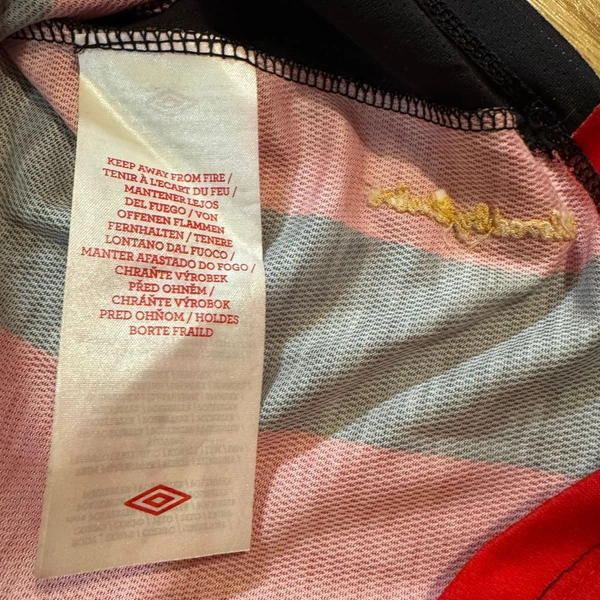 KEEP AWAY FROM FIRE /
TENIR À L'ECART DU FEU /
MANTENER LEJOS
DEL FUEGO / VON
OFFENEN FLAMMEN
FERNHALTEN / TENERE
LONTANO DAL FUOCO /
MANTER AFASTADO DO FOGO /
CHRAŇTE VÝROBEK
PŘED OHNĚM /
CHRÁŇTE VÝROBOK
PRED OHŇOM / HOLDES
BORTE FRAILD